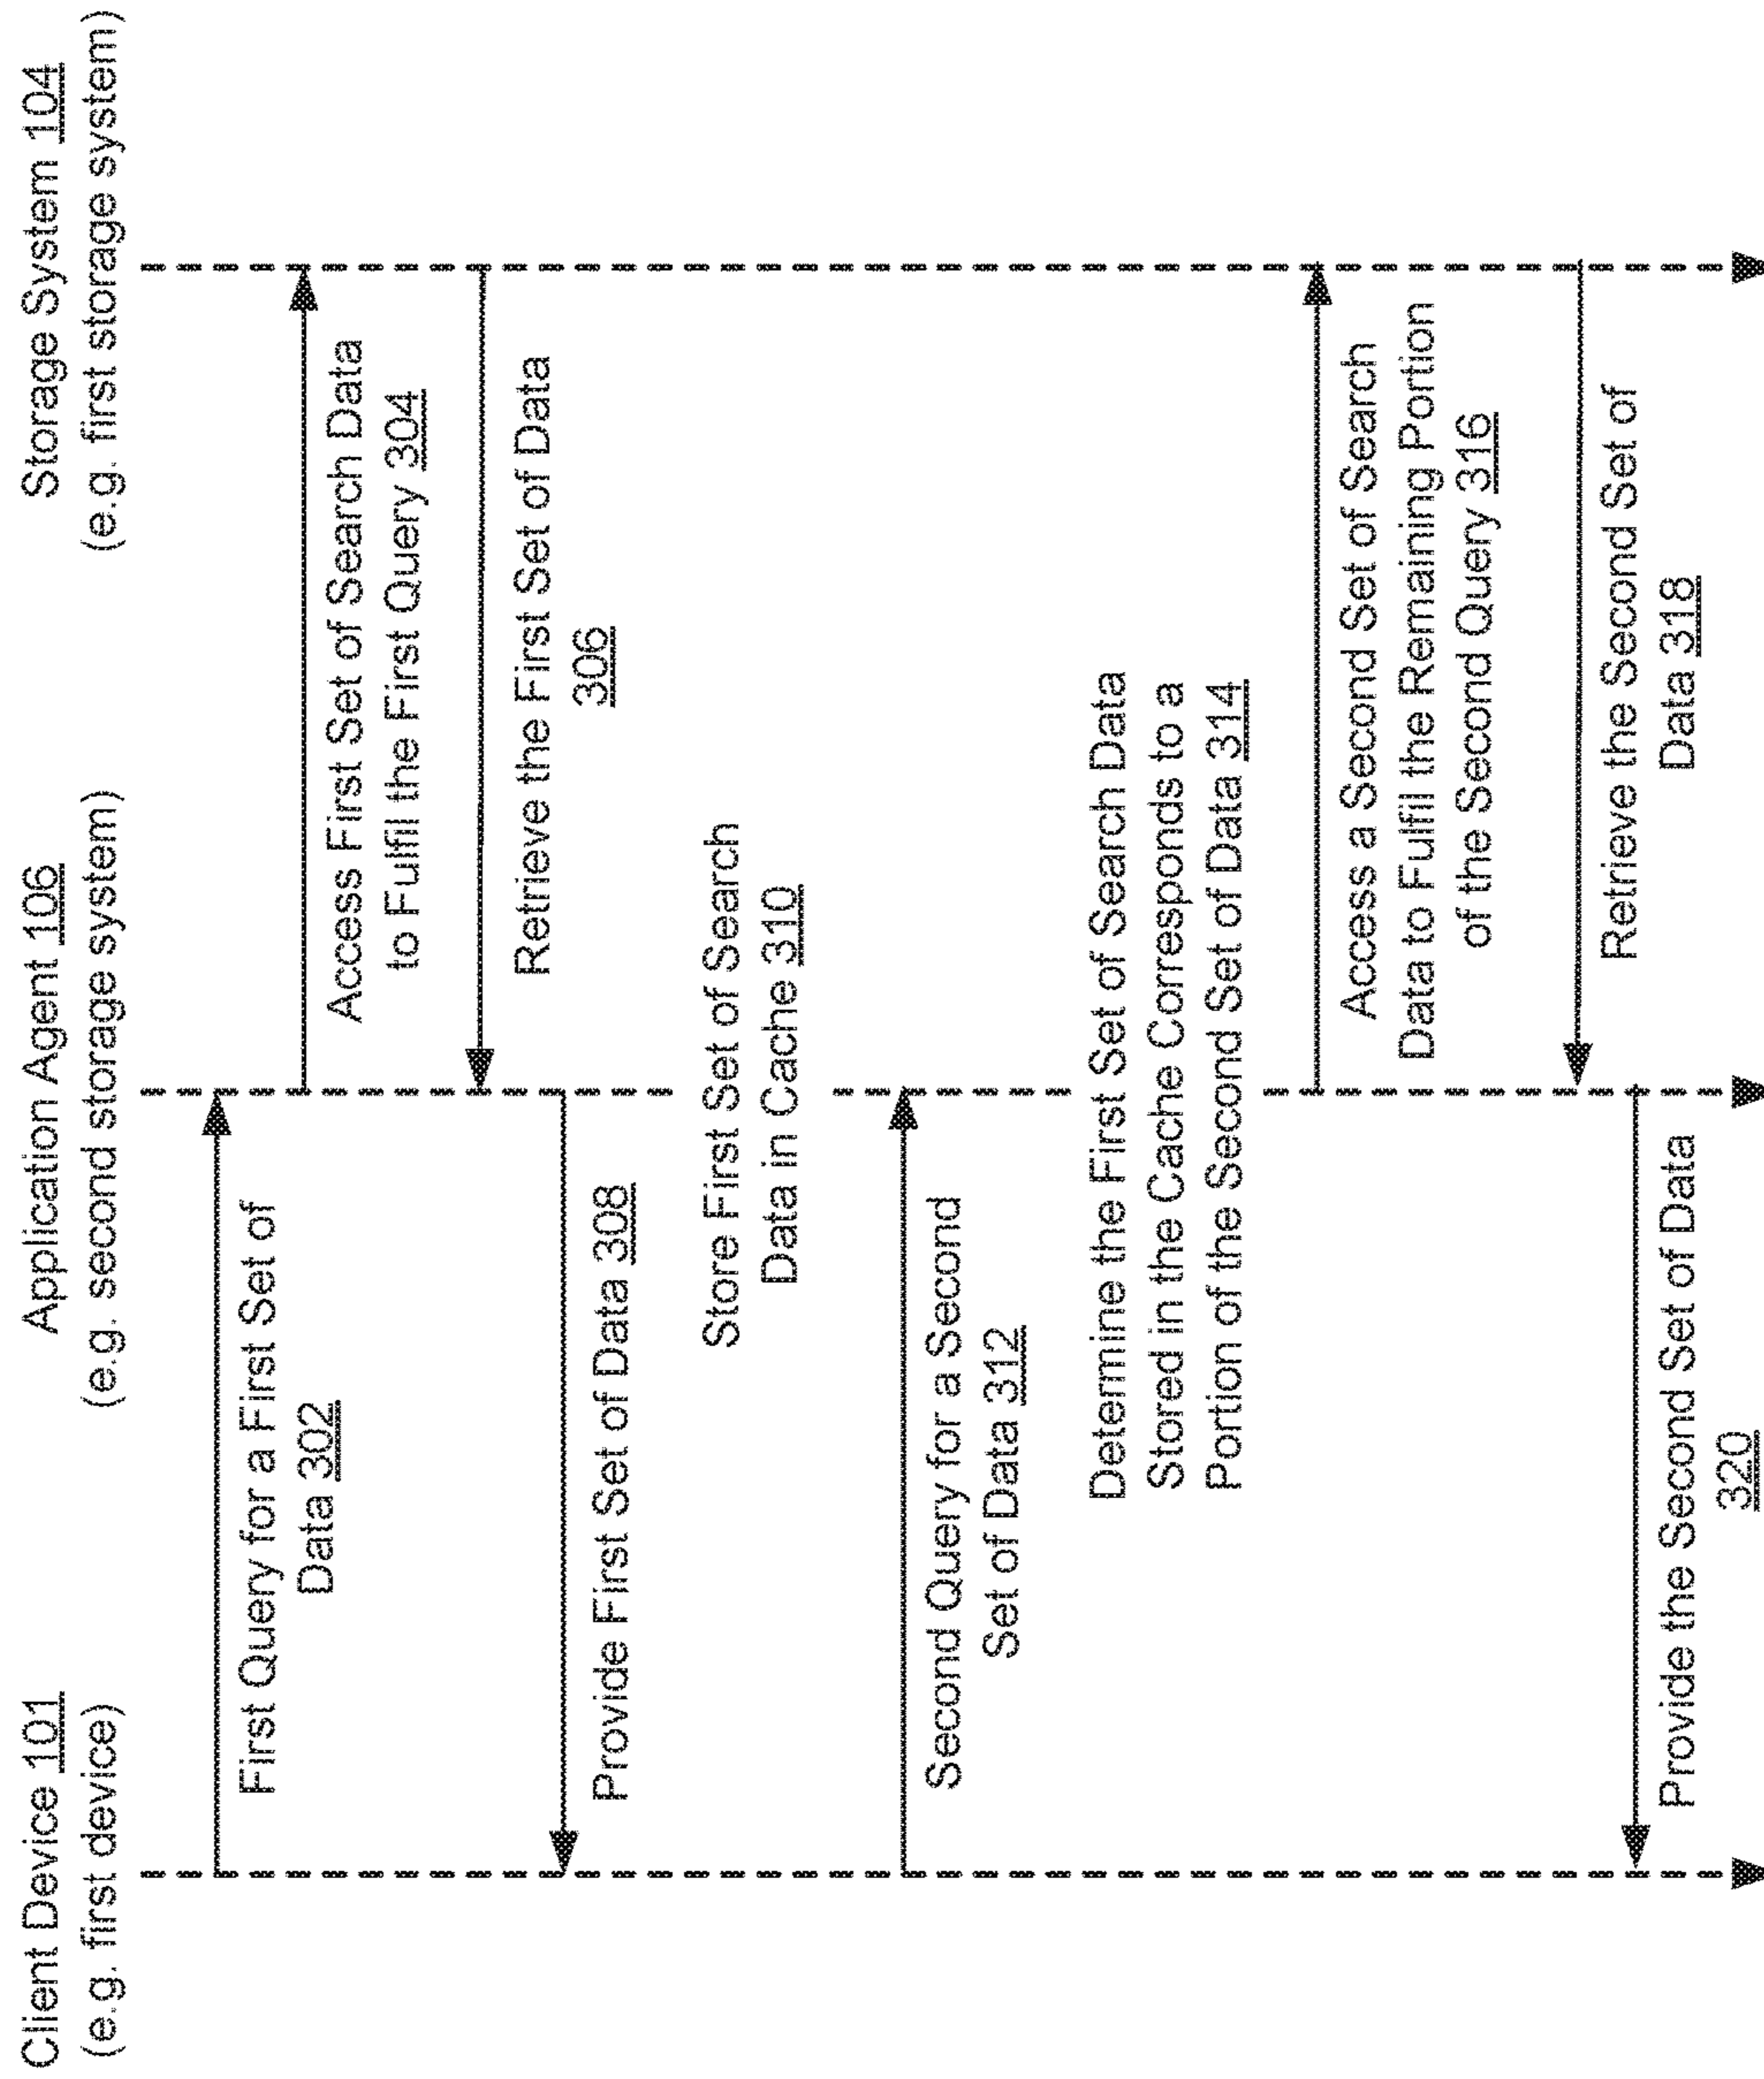 Client Device 101
(e.g. first device)
Application Agent 106
(e.g. second storage system)
Storage System 104
(e.g. first storage system)
First Query for a First Set of
Data 302
Access First Set of Search Data
to Fulfill the First Query 304
Retrieve the First Set of Data
306
Provide First Set of Data 308
Store First Set of Search
Data in Cache 310
Second Query for a Second
Set of Data 312
Determine the First Set of Search Data
Stored in the Cache Corresponds to a
Portion of the Second Set of Data 314
Access a Second Set of Search
Data to Fulfill the Remaining Portion
of the Second Query 316
Retrieve the Second Set of
Data 318
Provide the Second Set of Data
320